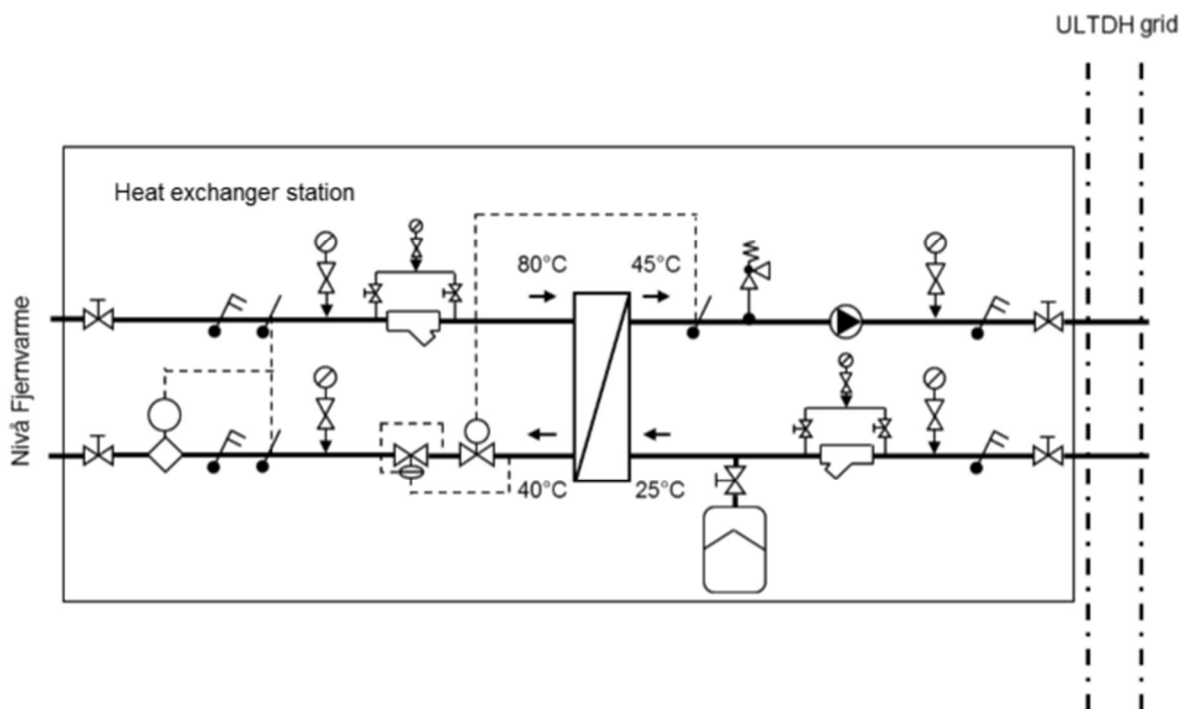 ULTDH grid
Heat exchanger station
80°C
45°C
Nivå Fjernvarme
40°C
25°C